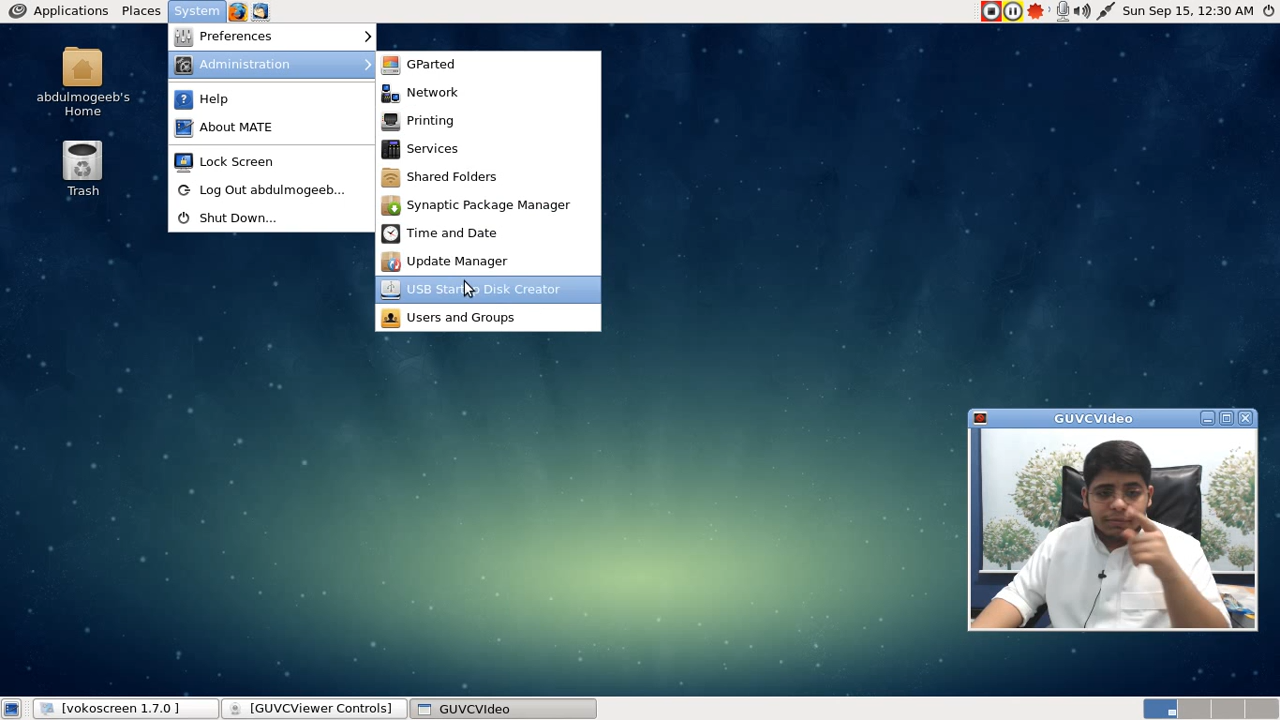 Applications Places System
Sun Sep 15, 12:30 AM
Preferences
Administration
Help
About MATE
Lock Screen
Log Out abdulmogeeb...
Shut Down...
GParted
Network
Printing
Services
Shared Folders
Synaptic Package Manager
Time and Date
Update Manager
USB Startup Disk Creator
Users and Groups
abdulmogeeb's
Home
Trash
GUVCVIdeo
[vokoscreen 1.7.0 ]
[GUVCViewer Controls]
GUVCVIdeo